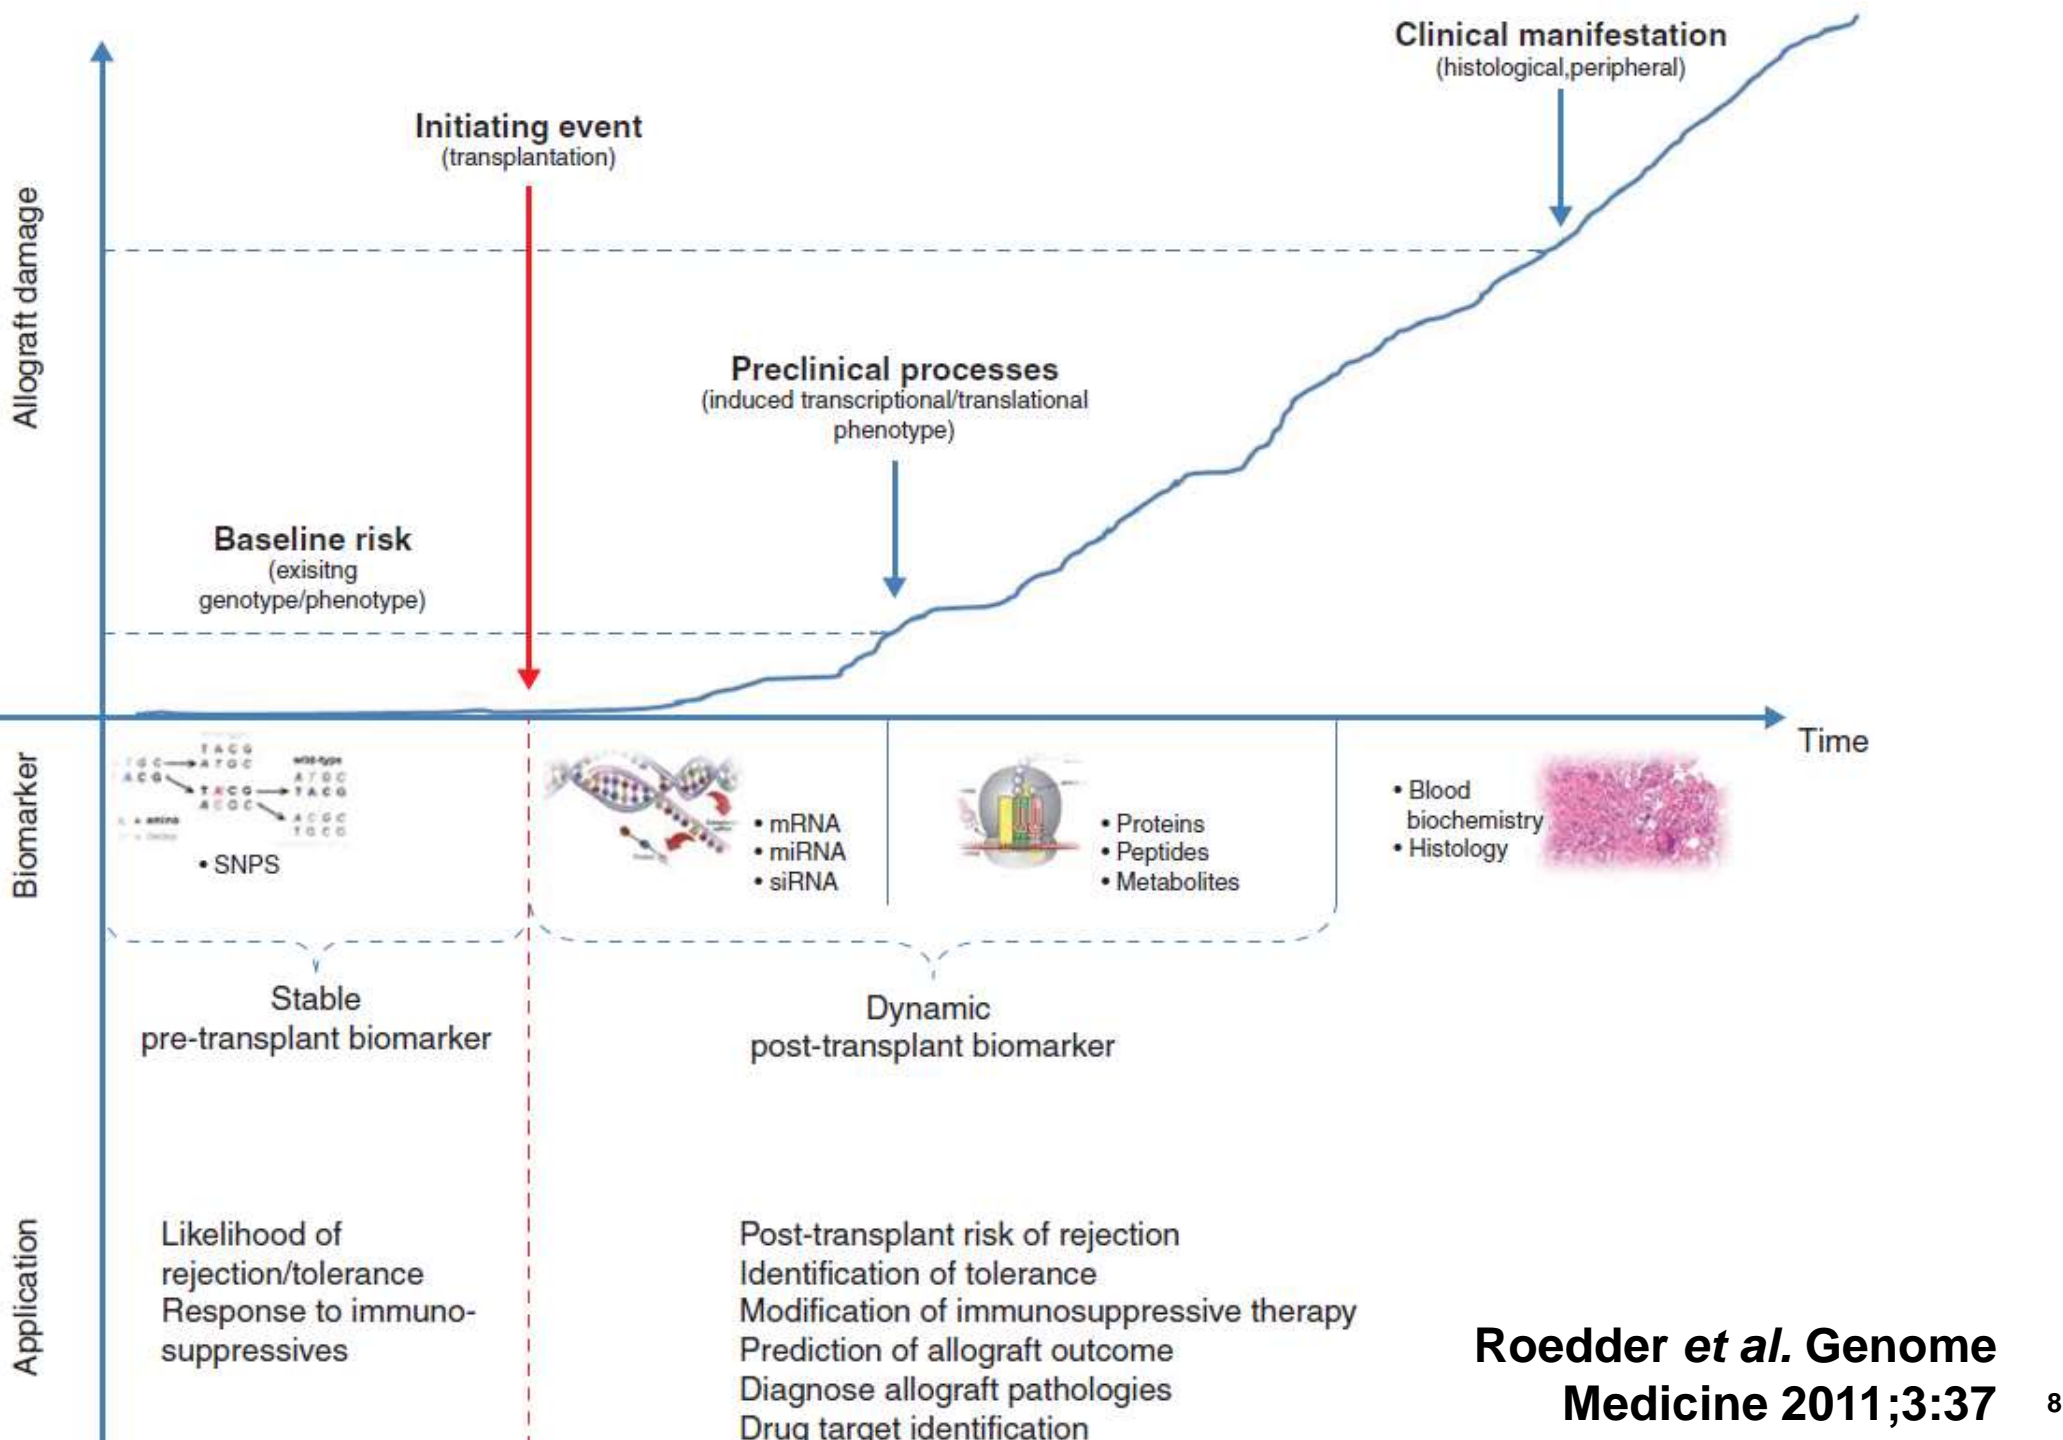 Clinical manifestation
(histological,peripheral)
Initiating event
(transplantation)
Allograft damage
Preclinical processes
(induced transcriptional/translational
phenotype)
Baseline risk
(exisitng
genotype/phenotype)
Time
Biomarker
T A C G
A T G C
wild-type
A T G C
T A C G
T A C G
A C G C
A C G C
T G C G
• SNPS
• mRNA
• miRNA
• siRNA
• Proteins
• Peptides
• Metabolites
• Blood
biochemistry
• Histology
Stable
pre-transplant biomarker
Dynamic
post-transplant biomarker
Application
Likelihood of
rejection/tolerance
Response to immuno-
suppressives
Post-transplant risk of rejection
Identification of tolerance
Modification of immunosuppressive therapy
Prediction of allograft outcome
Diagnose allograft pathologies
Drug target identification
Roedder et al. Genome
Medicine 2011;3:37
8